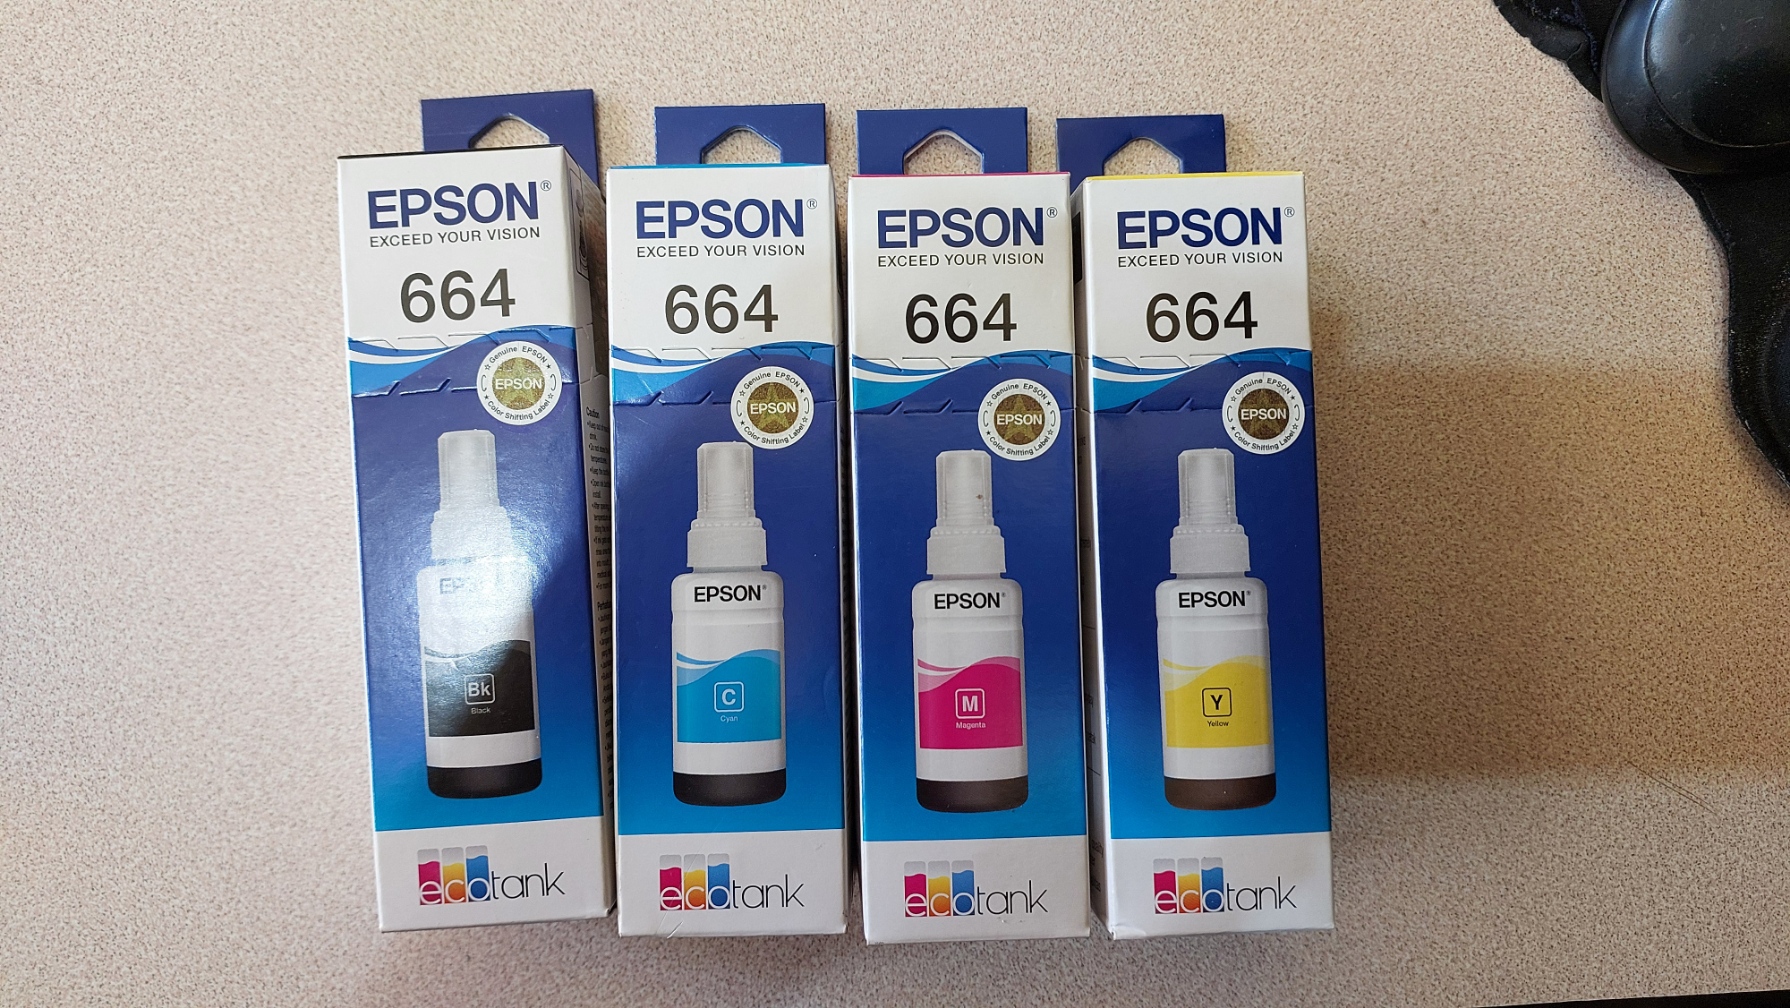 EPSON®
EXCEED YOUR VISION
664
Genuine EPSON
EPSON
Color Shifting Label
EP
Bk
Black
ecotank
EPSON®
EXCEED YOUR VISION
664
Genuine EPSON
EPSON
Color Shifting Label
EPSON®
C
Cyan
ecotank
EPSON®
EXCEED YOUR VISION
664
Genuine EPSON
EPSON
Color Shifting Label
EPSON®
M
Magenta
ecotank
EPSON®
EXCEED YOUR VISION
664
Genuine EPSON
EPSON
Color Shifting Label
EPSON®
Y
Yellow
ecotank
Caution